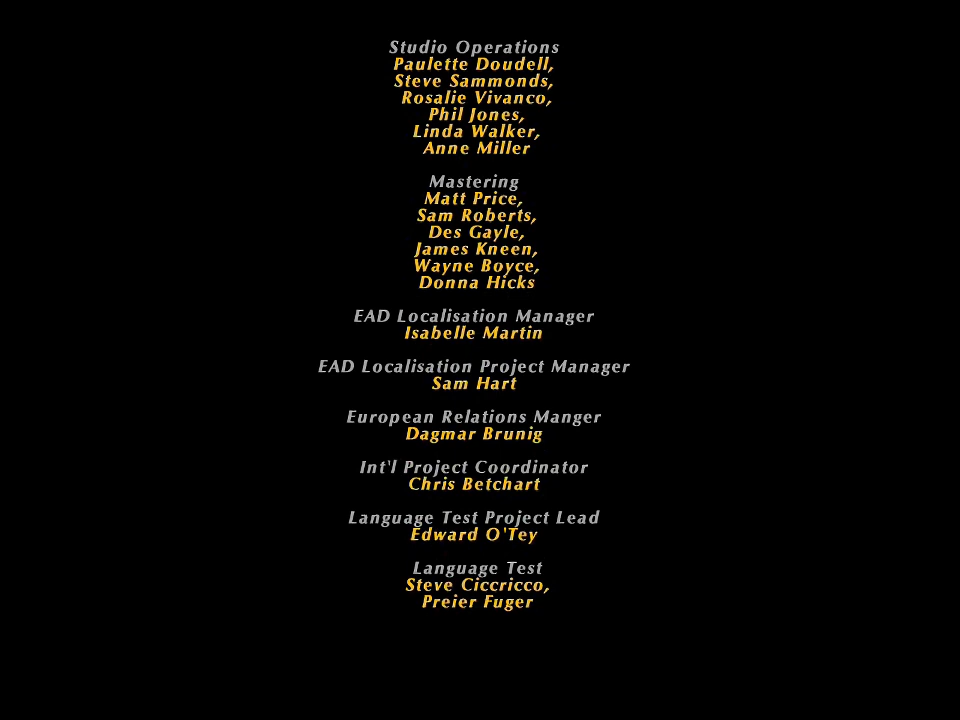 Studio Operations
Paulette Doudell,
Steve Sammonds,
Rosalie Vivanco,
Phil Jones,
Linda Walker,
Anne Miller
Mastering
Matt Price,
Sam Roberts,
Des Gayle,
James Kneen,
Wayne Boyce,
Donna Hicks
EAD Localisation Manager
Isabelle Martin
EAD Localisation Project Manager
Sam Hart
European Relations Manger
Dagmar Brunig
Int'l Project Coordinator
Chris Betchart
Language Test Project Lead
Edward O'Tey
Language Test
Steve Ciccricco,
Preier Fuger